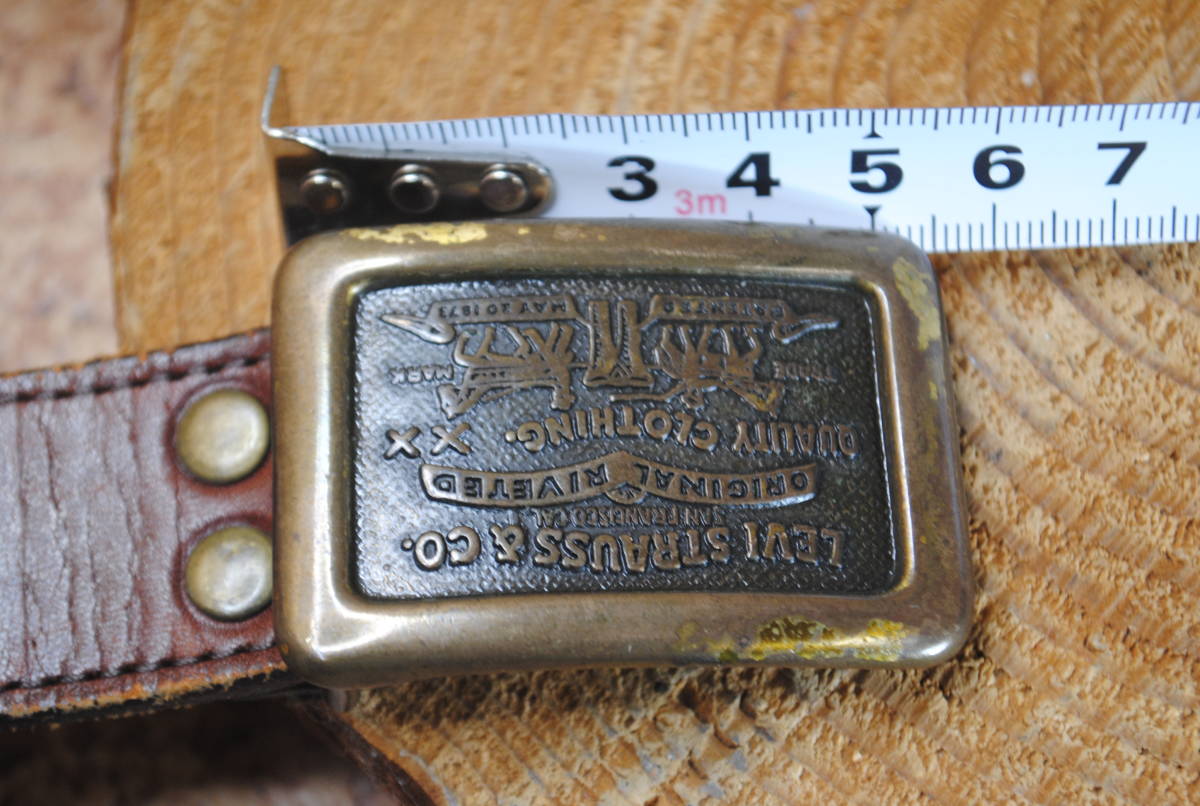 3 4 5 6 7
3m
LEVI STRAUSS & CO.
SAN FRANCISCO CAL
ORIGINAL RIVETED
QUALITY CLOTHING. XX
TRADE MARK
PATENTED MAY 20 1873